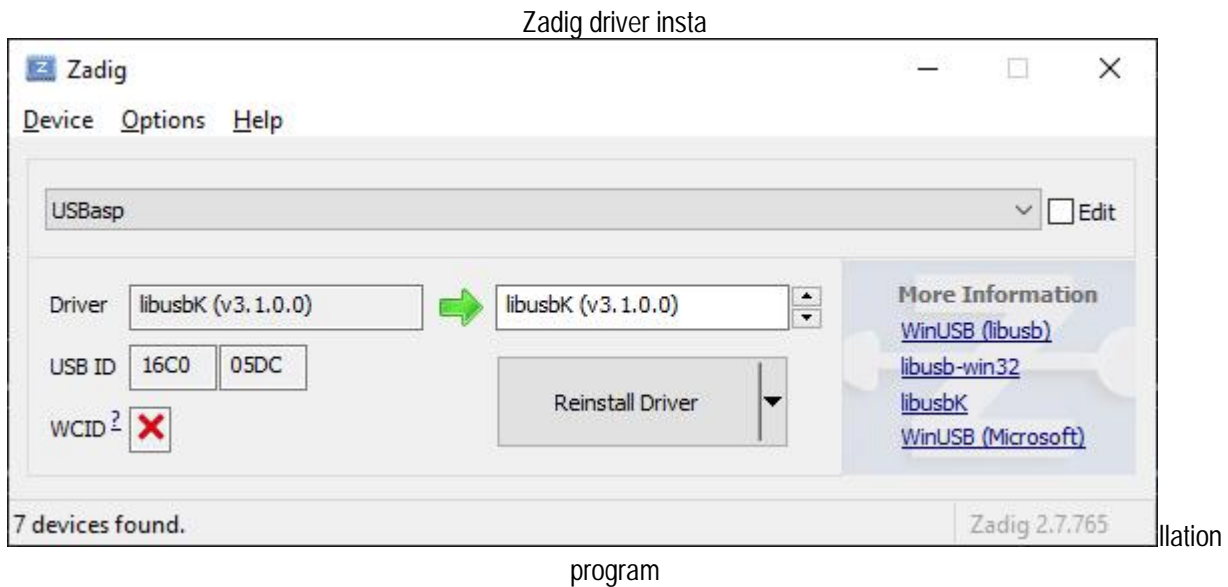 Zadig driver insta
Zadig
Device Options Help
USBasp
Edit
Driver libusbK (v3.1.0.0) libusbK (v3.1.0.0)
USB ID 16C0 05DC
WCID ?
Reinstall Driver
More Information
WinUSB (libusb)
libusb-win32
libusbK
WinUSB (Microsoft)
7 devices found.
Zadig 2.7.765
llation
program